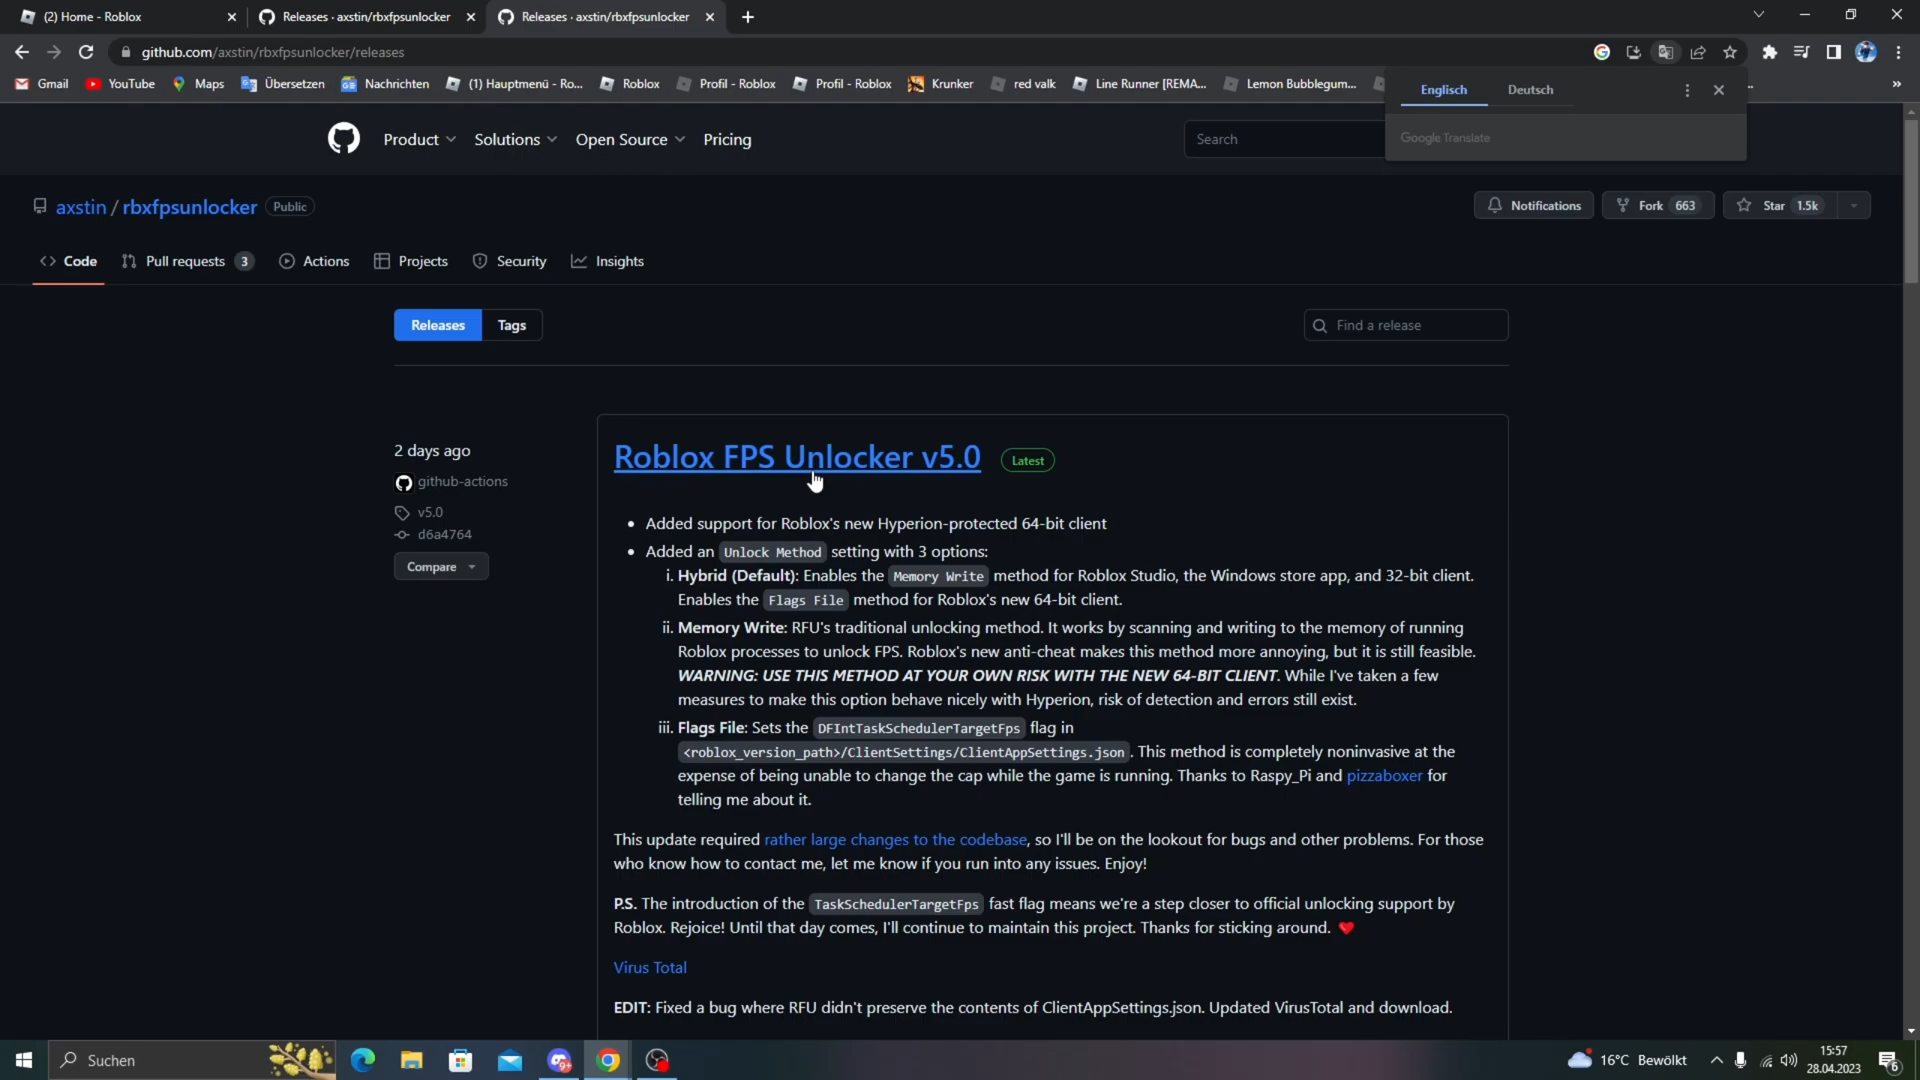 (2) Home - Roblox
Releases · axstin/rbxfpsunlocker
Releases · axstin/rbxfpsunlocker
github.com/axstin/rbxfpsunlocker/releases
Gmail
YouTube
Maps
Übersetzen
Nachrichten
(1) Hauptmenü - Ro...
Roblox
Profil - Roblox
Profil - Roblox
Krunker
red valk
Line Runner [REMA...
Lemon Bubblegum...
»
Englisch
Deutsch
Google Translate
Product
Solutions
Open Source
Pricing
Search
axstin / rbxfpsunlocker
Public
Notifications
Fork 663
Star 1.5k
Code
Pull requests 3
Actions
Projects
Security
Insights
Releases
Tags
Find a release
2 days ago
github-actions
v5.0
d6a4764
Compare
Roblox FPS Unlocker v5.0
Latest
• Added support for Roblox's new Hyperion-protected 64-bit client
• Added an Unlock Method setting with 3 options:
i. Hybrid (Default): Enables the Memory Write method for Roblox Studio, the Windows store app, and 32-bit client.
Enables the Flags File method for Roblox's new 64-bit client.
ii. Memory Write: RFU's traditional unlocking method. It works by scanning and writing to the memory of running
Roblox processes to unlock FPS. Roblox's new anti-cheat makes this method more annoying, but it is still feasible.
WARNING: USE THIS METHOD AT YOUR OWN RISK WITH THE NEW 64-BIT CLIENT. While I've taken a few
measures to make this option behave nicely with Hyperion, risk of detection and errors still exist.
iii. Flags File: Sets the DFIntTaskSchedulerTargetFps flag in
<roblox_version_path>/ClientSettings/ClientAppSettings.json . This method is completely noninvasive at the
expense of being unable to change the cap while the game is running. Thanks to Raspy_Pi and pizzaboxer for
telling me about it.
This update required rather large changes to the codebase, so I'll be on the lookout for bugs and other problems. For those
who know how to contact me, let me know if you run into any issues. Enjoy!
P.S. The introduction of the TaskSchedulerTargetFps fast flag means we're a step closer to official unlocking support by
Roblox. Rejoice! Until that day comes, I'll continue to maintain this project. Thanks for sticking around. ❤️
Virus Total
EDIT: Fixed a bug where RFU didn't preserve the contents of ClientAppSettings.json. Updated VirusTotal and download.
Suchen
9+
16°C Bewölkt
15:57
28.04.2023
6